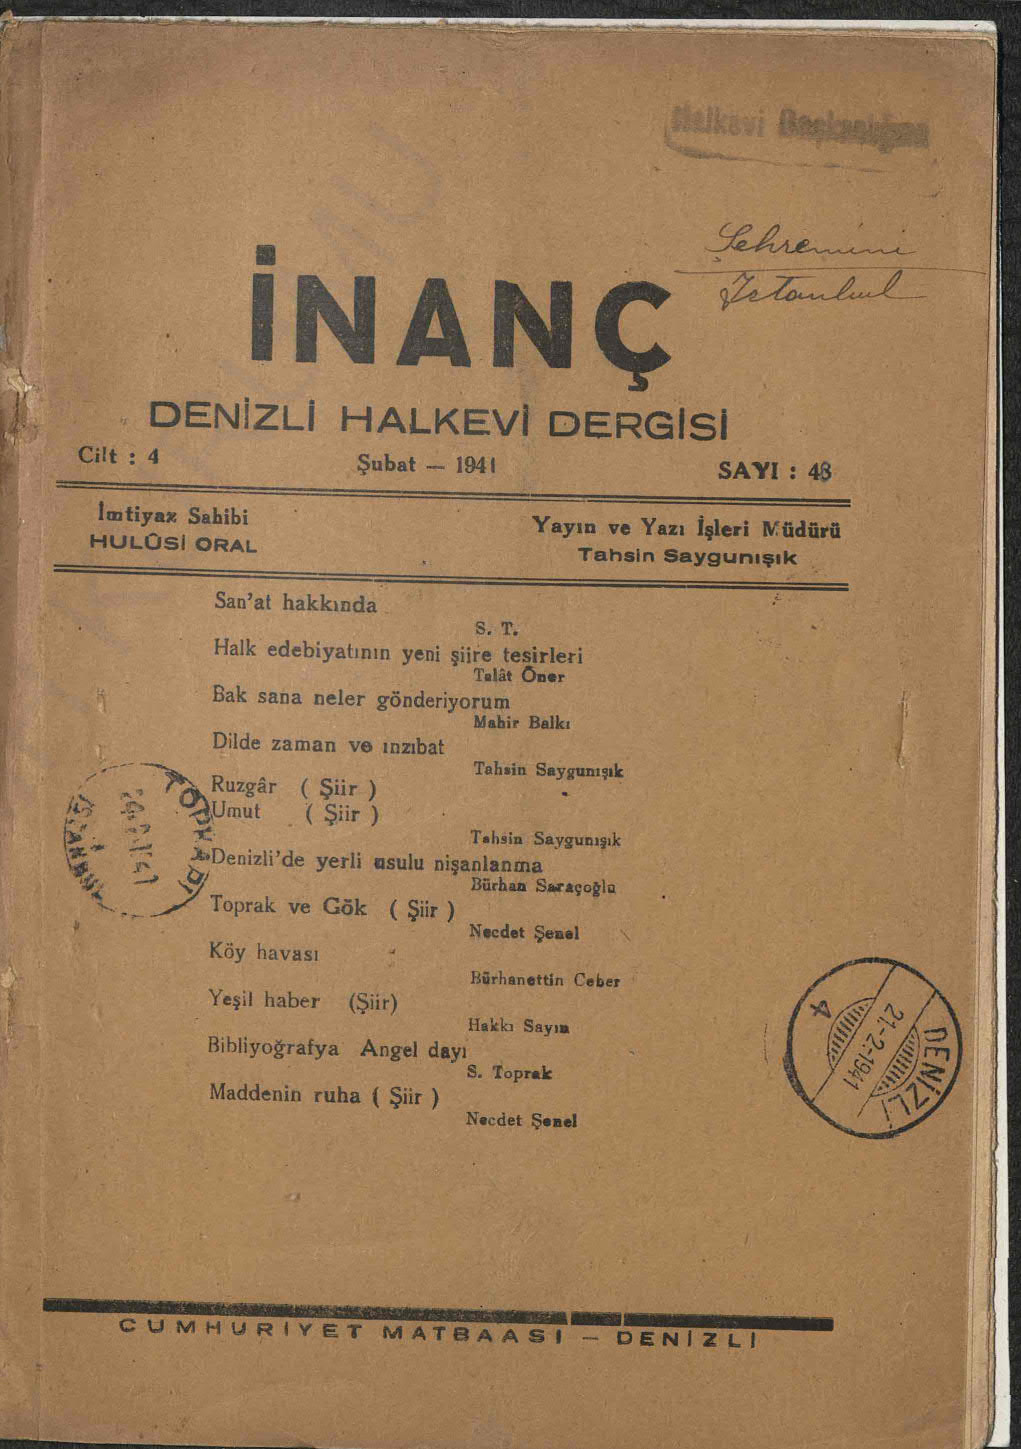 Halkevi Başkanlığına
Şehremini
İstanbul
İNANÇ
DENİZLİ HALKEVİ DERGİSİ
Cilt : 4
Şubat — 1941
SAYI : 48
İmtiyaz Sahibi
HULÛSİ ORAL
Yayın ve Yazı İşleri Müdürü
Tahsin Saygunışık
San'at hakkında
S. T.
Halk edebiyatının yeni şiire tesirleri
Talât Öner
Bak sana neler gönderiyorum
Mahir Balkı
Dilde zaman ve ınzıbat
Tahsin Saygunışık
Ruzgâr ( Şiir )
Umut ( Şiir )
Tahsin Saygunışık
Denizli'de yerli usulu nişanlanma
Bürhan Saraçoğlu
Toprak ve Gök ( Şiir )
Necdet Şenel
Köy havası
Bürhanettin Ceber
Yeşil haber (Şiir)
Hakkı Sayın
Bibliyoğrafya Angel dayı
S. Toprak
Maddenin ruha ( Şiir )
Necdet Şenel
TOPKAPI
4
21-2-1941
DENİZLİ
CUMHURİYET MATBAASI — DENİZLİ